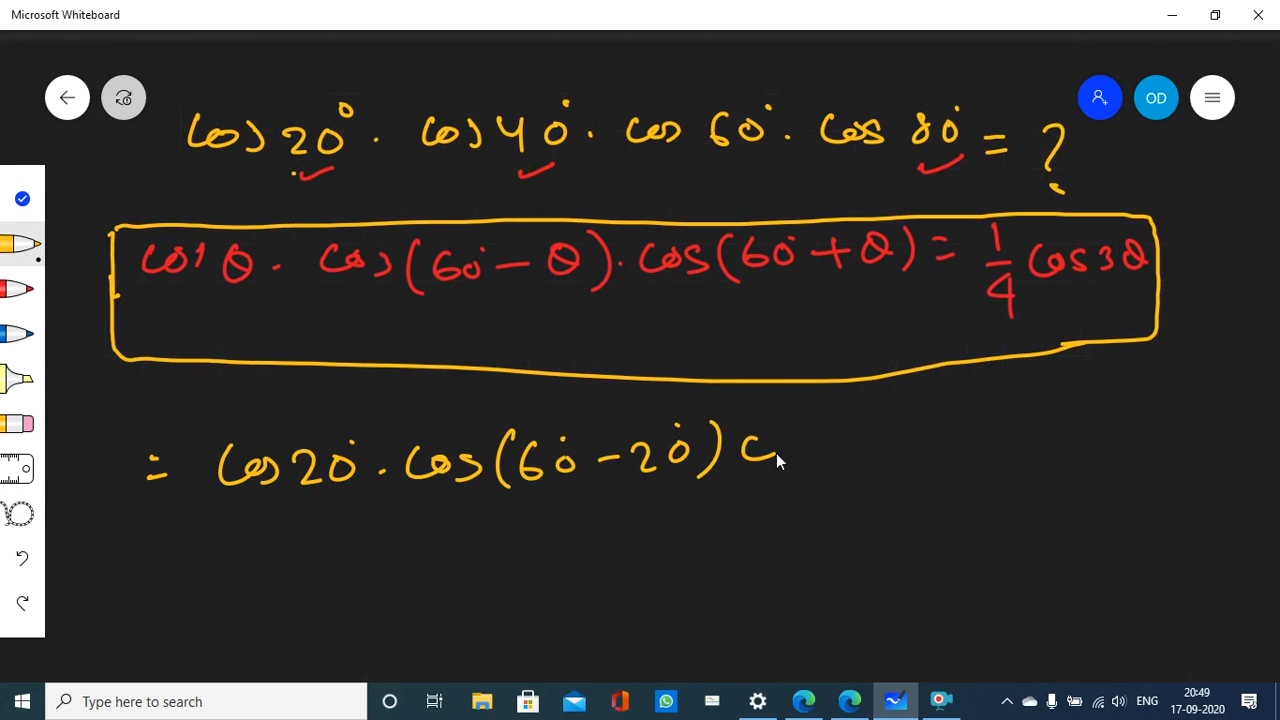 Microsoft Whiteboard
OD
cos 20° · cos 40° · cos 60° · cos 80° = ?
cos θ · cos(60° − θ) · cos(60° + θ) = 1/4 cos 3θ
= cos 20° · cos(60° − 20°) c
Type here to search
ENG
20:49
17-09-2020